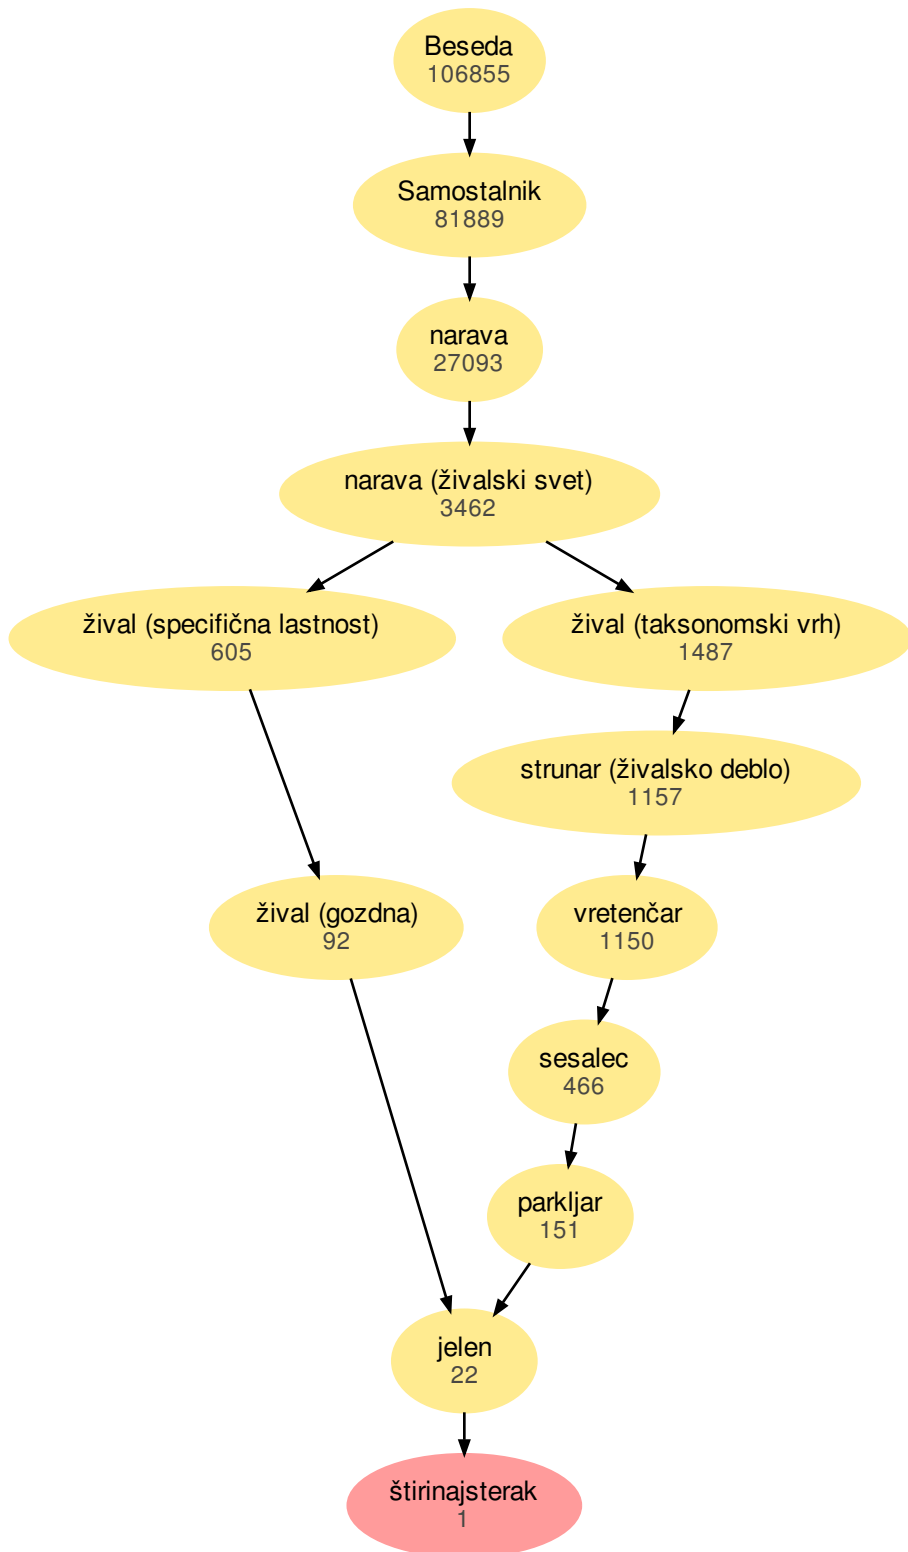 Beseda
106855
Samostalnik
81889
narava
27093
narava (živalski svet)
3462
žival (specifična lastnost)
605
žival (taksonomski vrh)
1487
strunar (živalsko deblo)
1157
žival (gozdna)
92
vretenčar
1150
sesalec
466
parkljar
151
jelen
22
štirinajsterak
1